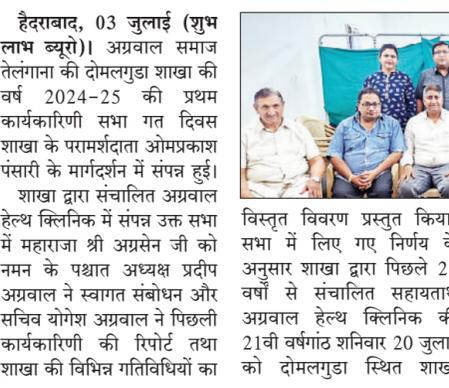 हैदराबाद, 03 जुलाई (शुभ
लाभ ब्यूरो)। अग्रवाल समाज
तेलंगाना की दोमलगुडा शाखा की
वर्ष 2024-25 की प्रथम
कार्यकारिणी सभा गत दिवस
शाखा के परामर्शदाता ओमप्रकाश
पंसारी के मार्गदर्शन में संपन्न हुई।
शाखा द्वारा संचालित अग्रवाल
हेल्थ क्लिनिक में संपन्न उक्त सभा
में महाराजा श्री अग्रसेन जी को
नमन के पश्चात अध्यक्ष प्रदीप
अग्रवाल ने स्वागत संबोधन और
सचिव योगेश अग्रवाल ने पिछली
कार्यकारिणी की रिपोर्ट तथा
शाखा की विभिन्न गतिविधियों का
विस्तृत विवरण प्रस्तुत किया
सभा में लिए गए निर्णय
अनुसार शाखा द्वारा पिछले 2
वर्षों से संचालित
अग्रवाल हेल्थ क्लिनिक
21वी वर्षगांठ शनिवार 20
को दोमलगुडा स्थित